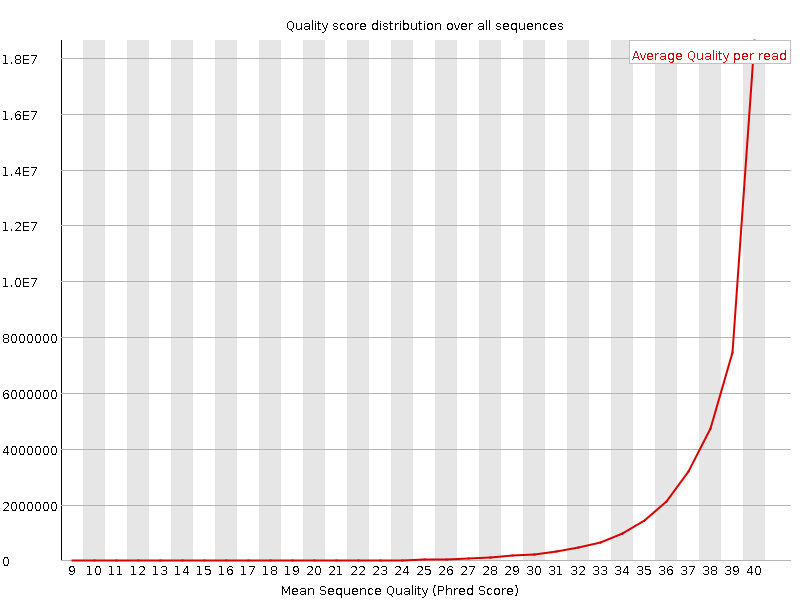 Quality score distribution over all sequences
Average Quality per read
1.8E7
1.6E7
1.4E7
1.2E7
1.0E7
8000000
6000000
4000000
2000000
0
9 10 11 12 13 14 15 16 17 18 19 20 21 22 23 24 25 26 27 28 29 30 31 32 33 34 35 36 37 38 39 40
Mean Sequence Quality (Phred Score)